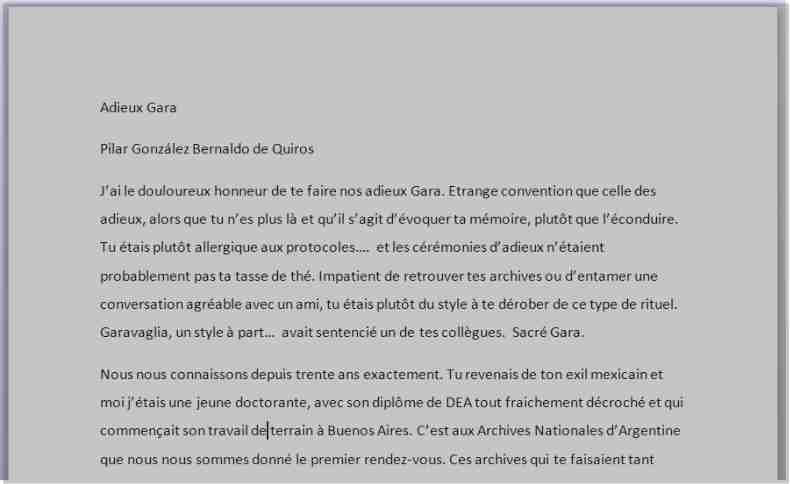 Adieux Gara
Pilar González Bernaldo de Quiros
J’ai le douloureux honneur de te faire nos adieux Gara. Etrange convention que celle des
adieux, alors que tu n’es plus là et qu’il s’agit d’évoquer ta mémoire, plutôt que l’éconduire.
Tu étais plutôt allergique aux protocoles…. et les cérémonies d’adieux n’étaient
probablement pas ta tasse de thé. Impatient de retrouver tes archives ou d’entamer une
conversation agréable avec un ami, tu étais plutôt du style à te dérober de ce type de rituel.
Garavaglia, un style à part… avait sentencié un de tes collègues. Sacré Gara.
Nous nous connaissons depuis trente ans exactement. Tu revenais de ton exil mexicain et
moi j’étais une jeune doctorante, avec son diplôme de DEA tout fraichement décroché et qui
commençait son travail de terrain à Buenos Aires. C’est aux Archives Nationales d’Argentine
que nous nous sommes donné le premier rendez-vous. Ces archives qui te faisaient tant